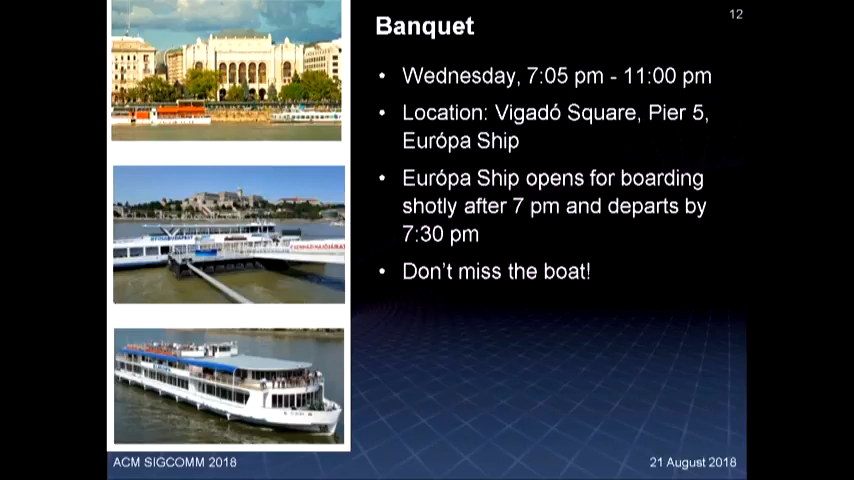 12
Banquet
• Wednesday, 7:05 pm - 11:00 pm
• Location: Vigadó Square, Pier 5,
Európa Ship
• Európa Ship opens for boarding
shotly after 7 pm and departs by
7:30 pm
• Don't miss the boat!
ACM SIGCOMM 2018
21 August 2018